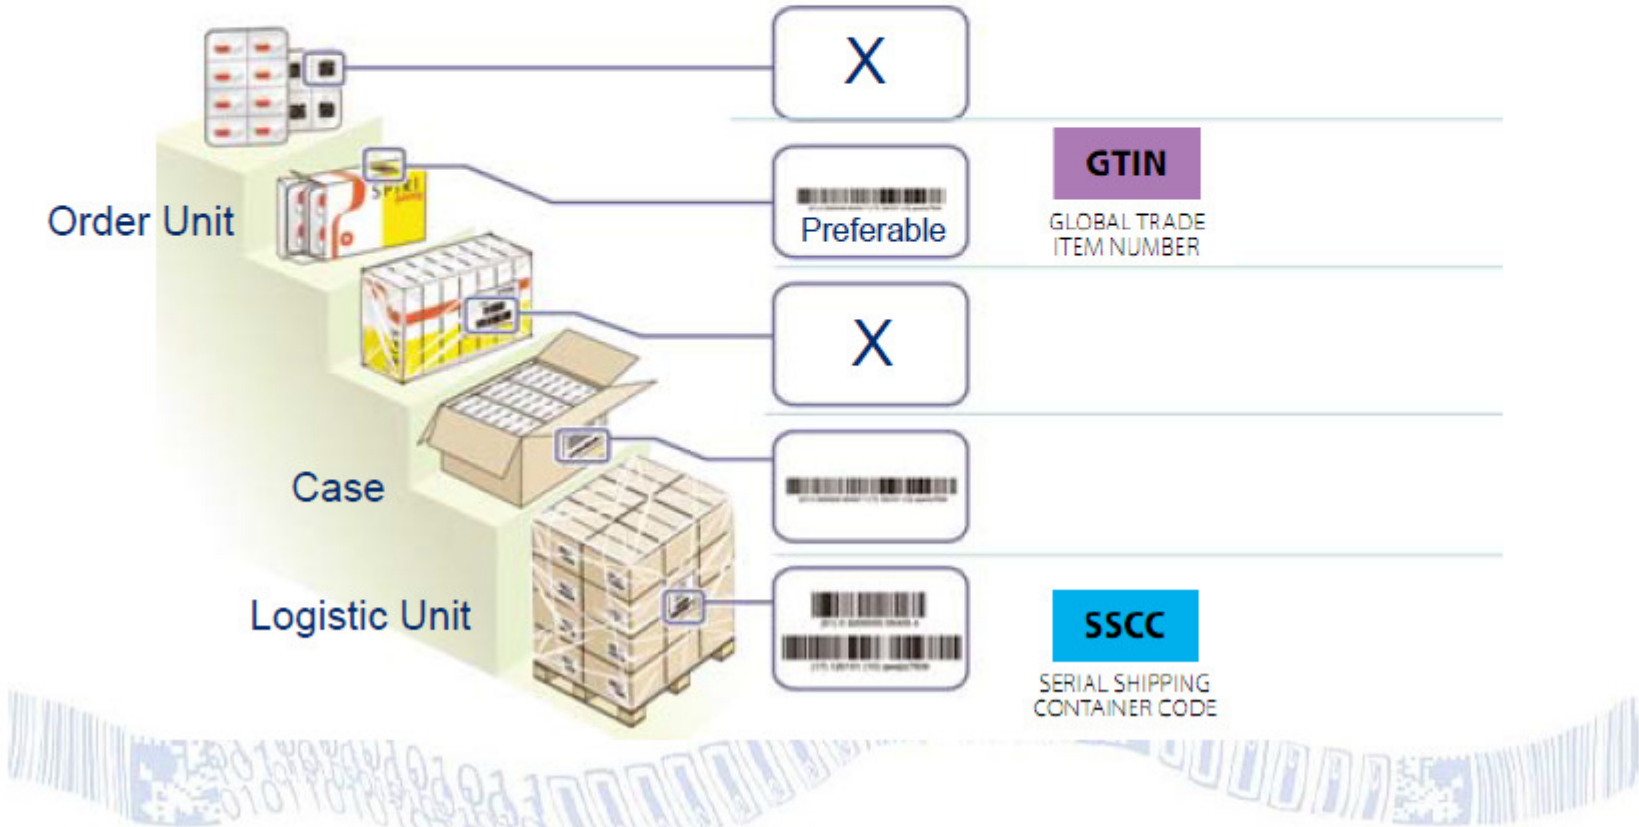 X
GTIN
Order Unit
Preferable
GLOBAL TRADE
ITEM NUMBER
X
Case
Logistic Unit
SSCC
SERIAL SHIPPING
CONTAINER CODE